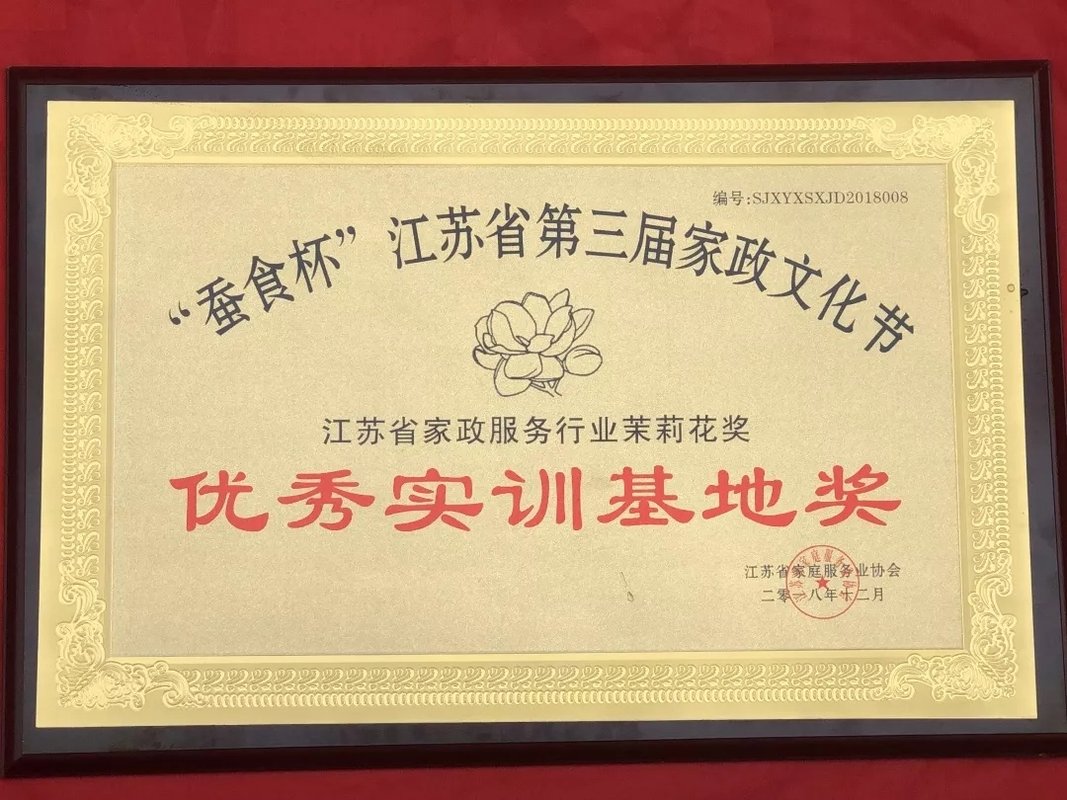 编号:SJXYXSXJD2018008
“蚕食杯”江苏省第三届家政文化节
江苏省家政服务行业茉莉花奖
优秀实训基地奖
江苏省家庭服务业协会
二零一八年十二月